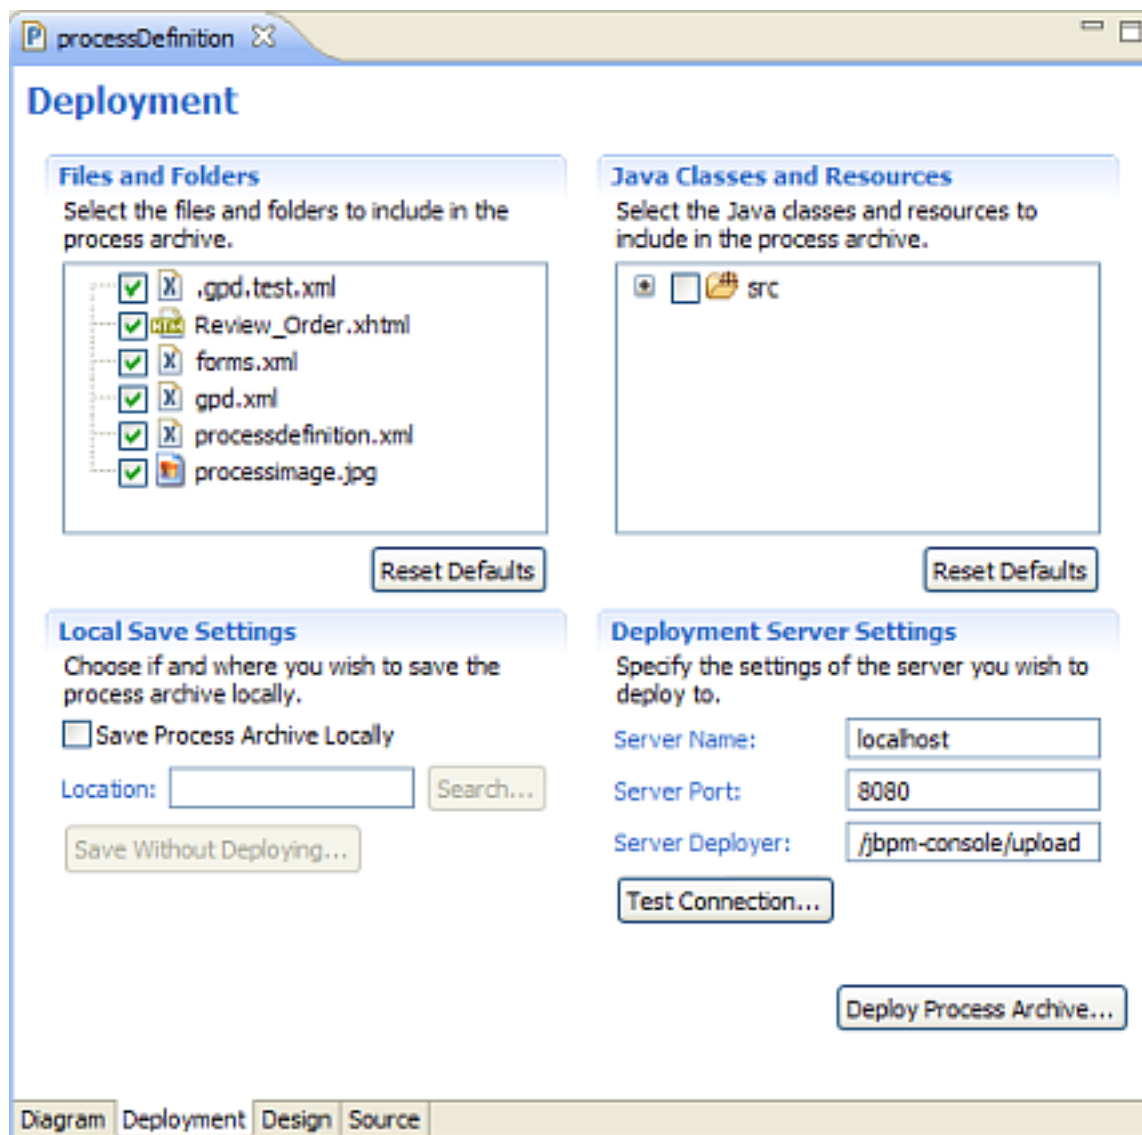 processDefinition
Deployment
Files and Folders
Select the files and folders to include in the
process archive.
.gpd.test.xml
Review_Order.xhtml
forms.xml
gpd.xml
processdefinition.xml
processimage.jpg
Reset Defaults
Java Classes and Resources
Select the Java classes and resources to
include in the process archive.
src
Reset Defaults
Local Save Settings
Choose if and where you wish to save the
process archive locally.
Save Process Archive Locally
Location:
Search...
Save Without Deploying...
Deployment Server Settings
Specify the settings of the server you wish to
deploy to.
Server Name: localhost
Server Port: 8080
Server Deployer: /jbpm-console/upload
Test Connection...
Deploy Process Archive...
Diagram Deployment Design Source